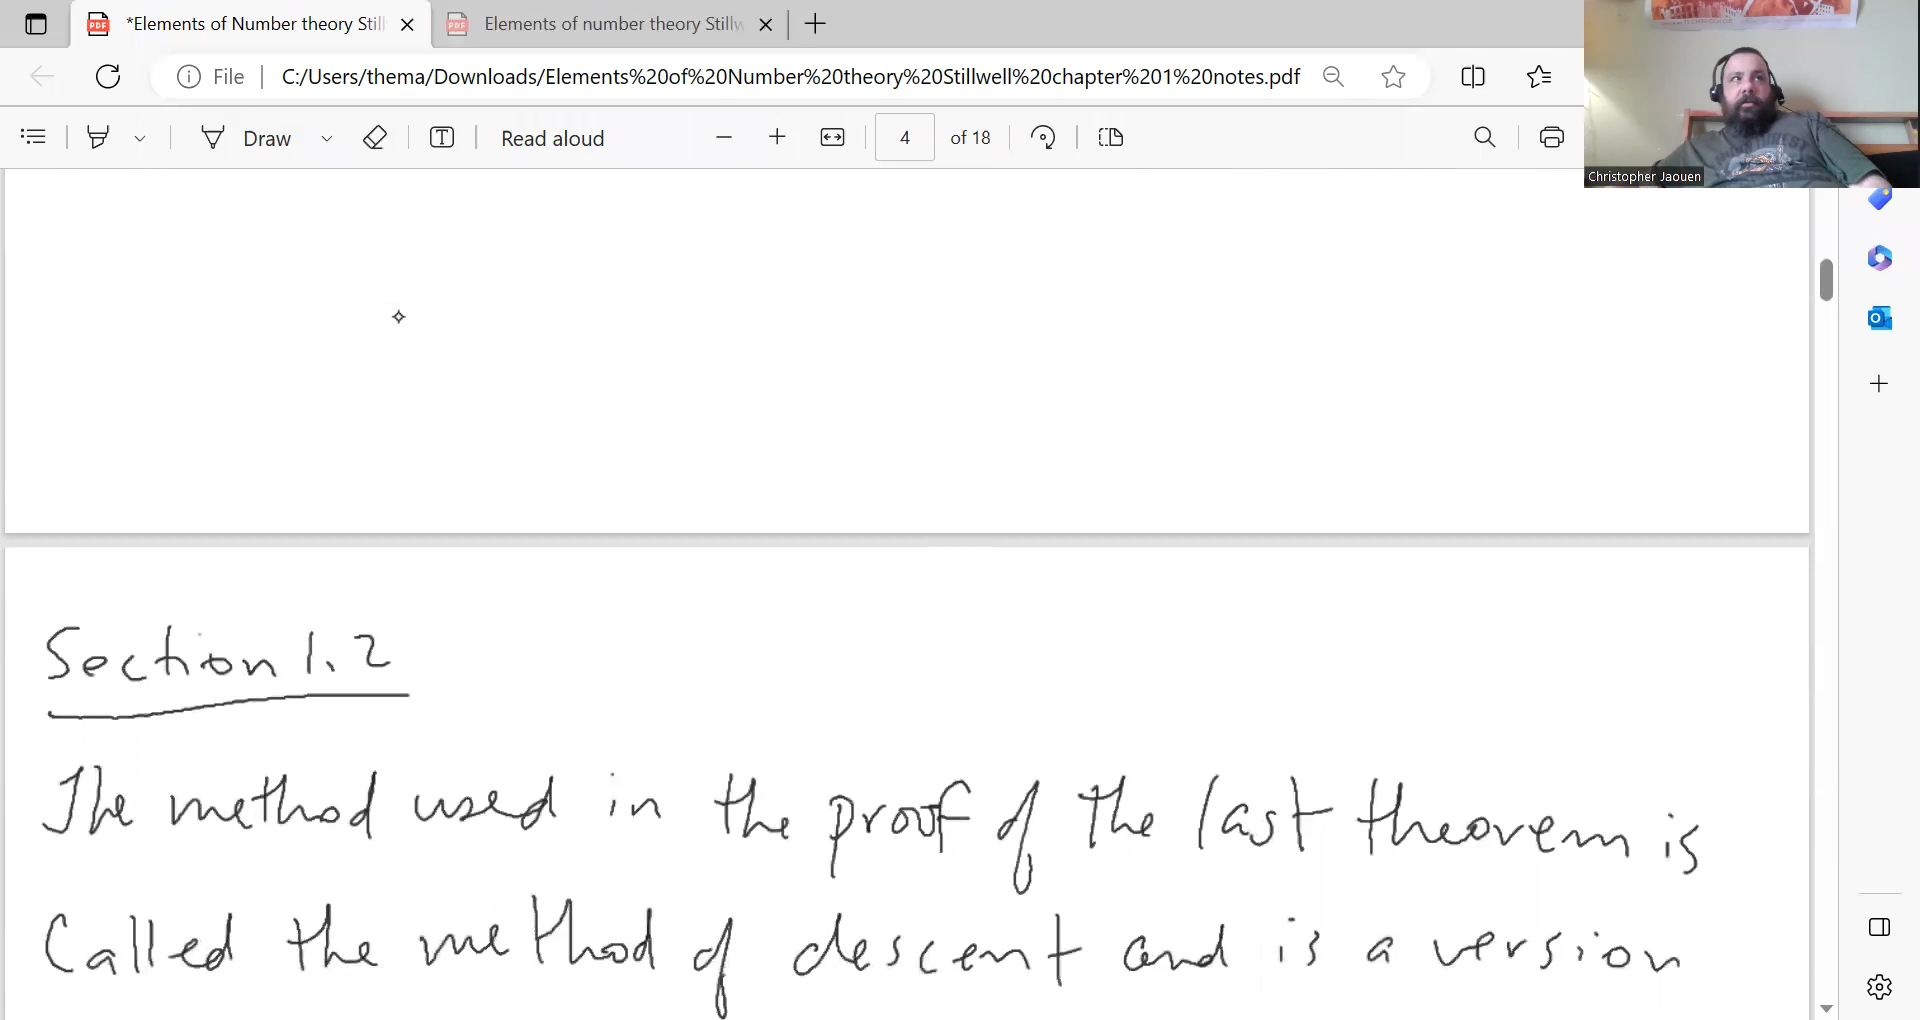 *Elements of Number theory Still
Elements of number theory Stillw
File
C:/Users/thema/Downloads/Elements%20of%20Number%20theory%20Stillwell%20chapter%201%20notes.pdf
Draw
Read aloud
4
of 18
Christopher Jaouen
Section 1.2
The method used in the proof of the last theorem is
Called the method of descent and is a version